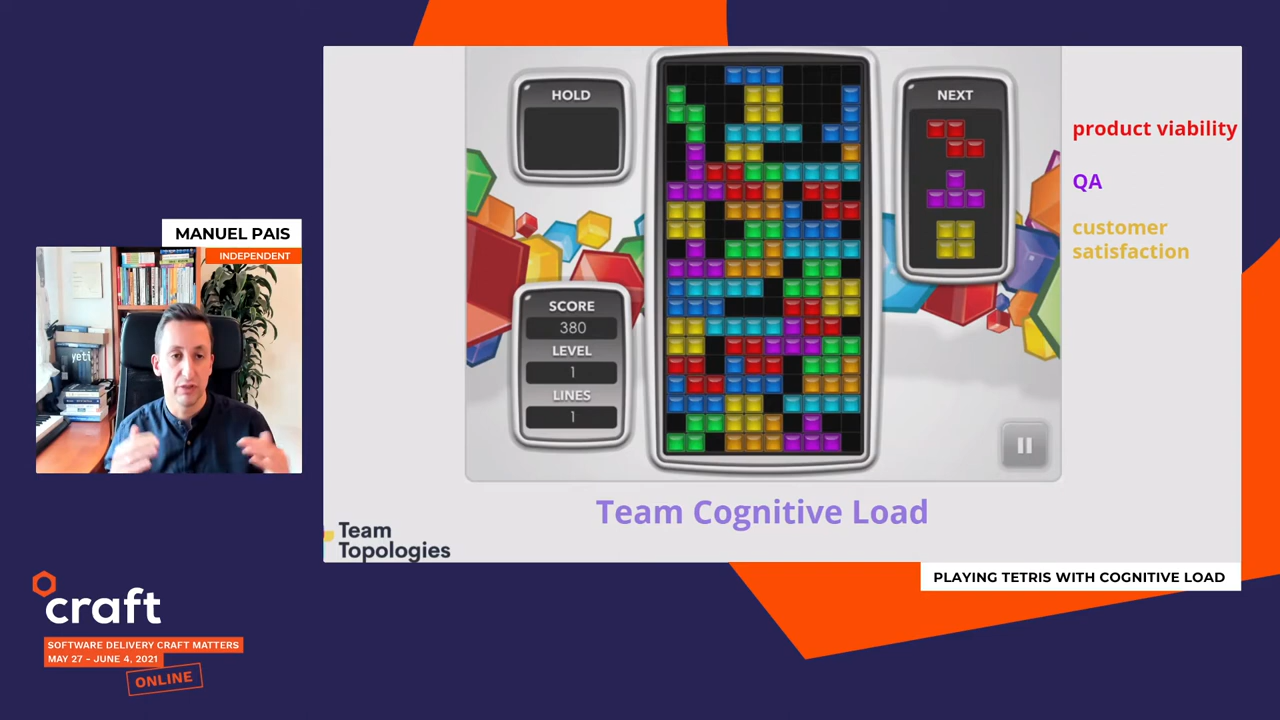 MANUEL PAIS
INDEPENDENT
yeti
craft
SOFTWARE DELIVERY CRAFT MATTERS
MAY 27 - JUNE 4, 2021
ONLINE
HOLD
NEXT
SCORE
380
LEVEL
1
LINES
1
product viability
QA
customer
satisfaction
Team Cognitive Load
Team
Topologies
PLAYING TETRIS WITH COGNITIVE LOAD